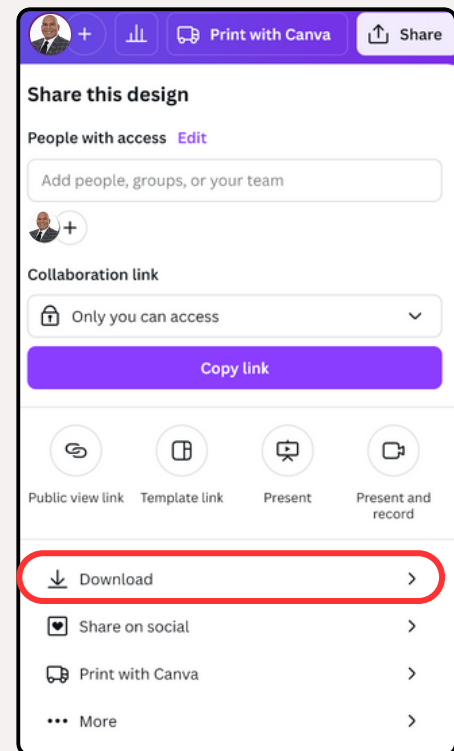 Print with Canva
Share
Share this design
People with access Edit
Add people, groups, or your team
Collaboration link
Only you can access
Copy link
Public view link Template link Present Present and
record
Download
Share on social
Print with Canva
More